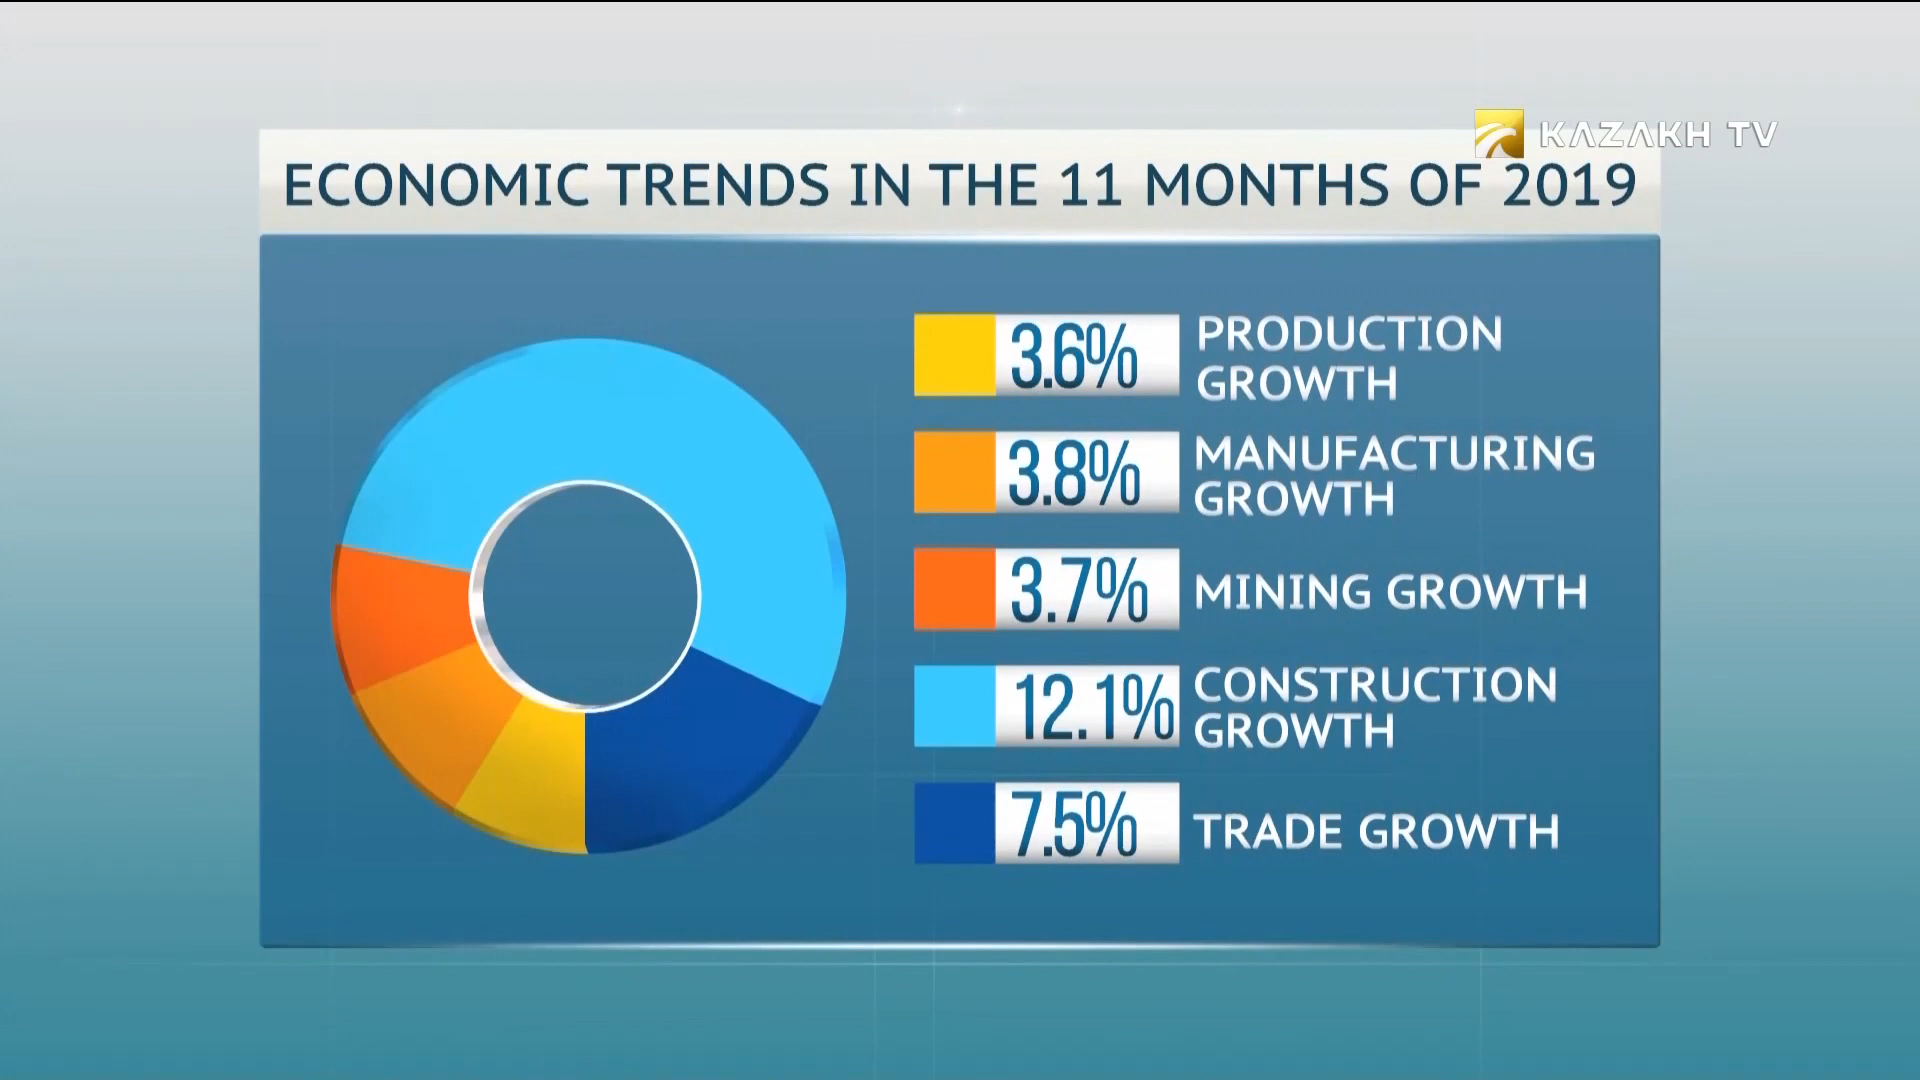 KAZAKH TV
ECONOMIC TRENDS IN THE 11 MONTHS OF 2019
3.6% PRODUCTION
GROWTH
3.8% MANUFACTURING
GROWTH
3.7% MINING GROWTH
12.1% CONSTRUCTION
GROWTH
7.5% TRADE GROWTH